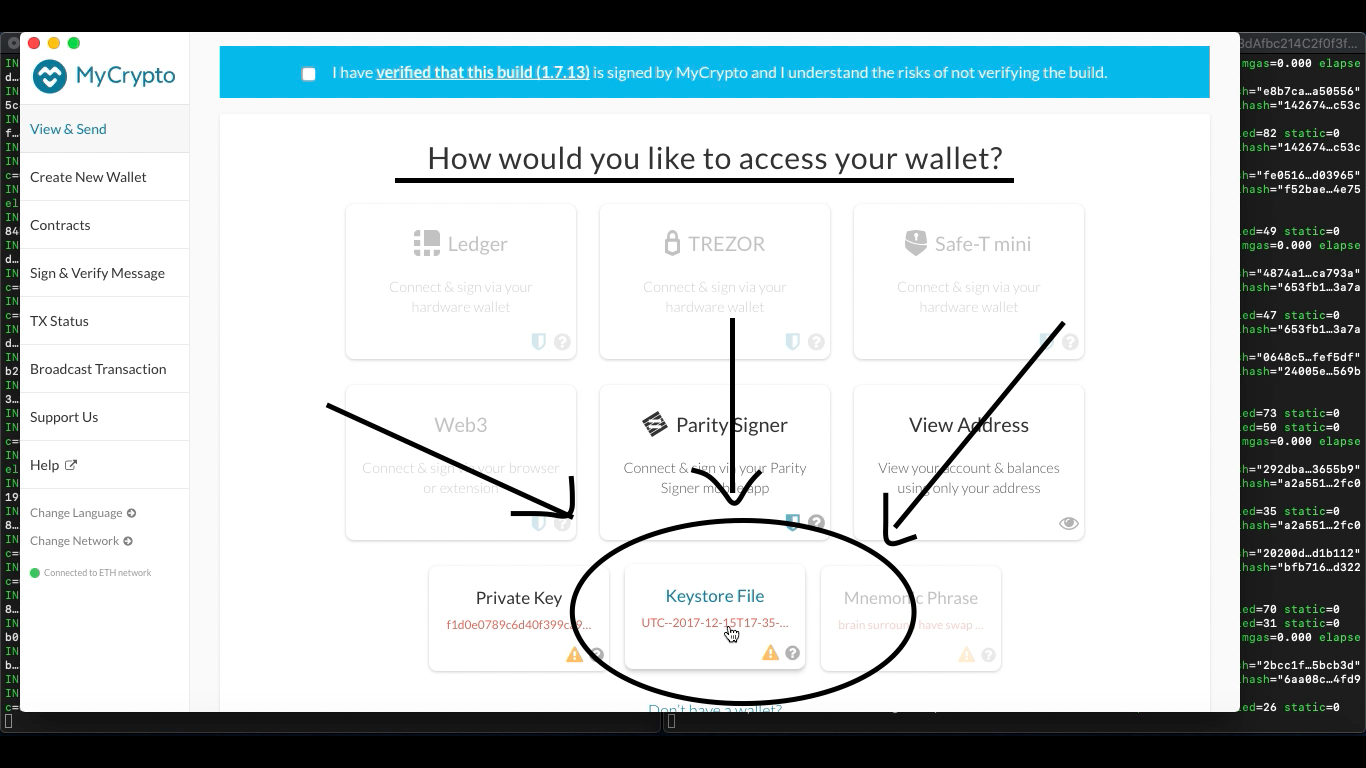 MyCrypto
View & Send
Create New Wallet
Contracts
Sign & Verify Message
TX Status
Broadcast Transaction
Support Us
Help
Change Language
Change Network
Connected to ETH network
I have verified that this build (1.7.13) is signed by MyCrypto and I understand the risks of not verifying the build.
How would you like to access your wallet?
Ledger
Connect & sign via your
hardware wallet
TREZOR
Connect & sign via your
hardware wallet
Safe-T mini
Connect & sign via your
hardware wallet
Web3
Connect & sign via your browser
or extension
Parity Signer
Connect & sign via your Parity
Signer mobile app
View Address
View your account & balances
using only your address
Private Key
f1d0e0789c6d40f399ca9...
Keystore File
UTC--2017-12-15T17-35-...
Mnemonic Phrase
brain surround have swap ...
Don't have a wallet?
3dAfbc214C2f0f3f...
mgas=0.000 elapse
h="e8b7ca…a50556"
hash="142674…c53c
ed=82 static=0
hash="142674…c53c
h="fe0516…d03965"
hash="f52bae…4e75
ed=49 static=0
mgas=0.000 elapse
h="4874a1…ca793a"
hash="653fb1…3a7a
ed=47 static=0
hash="653fb1…3a7a
h="0648c5…fef5df"
hash="24005e…569b
ed=73 static=0
ed=50 static=0
mgas=0.000 elapse
h="292dba…3655b9"
hash="a2a551…2fc0
ed=35 static=0
hash="a2a551…2fc0
h="20200d…d1b112"
hash="bfb716…d322
ed=70 static=0
ed=31 static=0
mgas=0.000 elapse
h="2bcc1f…5bcb3d"
hash="6aa08c…4fd9
ed=26 static=0